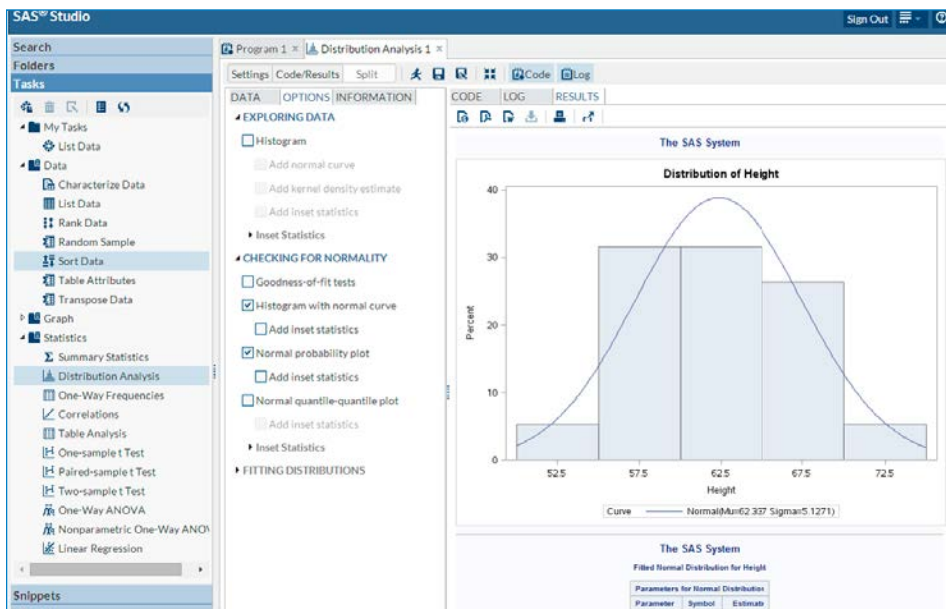 SAS® Studio
Sign Out
Search
Folders
Tasks
My Tasks
List Data
Data
Characterize Data
List Data
Rank Data
Random Sample
Sort Data
Table Attributes
Transpose Data
Graph
Statistics
Summary Statistics
Distribution Analysis
One-Way Frequencies
Correlations
Table Analysis
One-sample t Test
Paired-sample t Test
Two-sample t Test
One-Way ANOVA
Nonparametric One-Way ANOV
Linear Regression
Snippets
Program 1 × Distribution Analysis 1 ×
Settings Code/Results Split Code Log
DATA OPTIONS INFORMATION
EXPLORING DATA
Histogram
Add normal curve
Add kernel density estimate
Add inset statistics
Inset Statistics
CHECKING FOR NORMALITY
Goodness-of-fit tests
Histogram with normal curve
Add inset statistics
Normal probability plot
Add inset statistics
Normal quantile-quantile plot
Add inset statistics
Inset Statistics
FITTING DISTRIBUTIONS
CODE LOG RESULTS
The SAS System
Distribution of Height
40
30
20
10
0
Percent
52.5 57.5 62.5 67.5 72.5
Height
Curve Normal(Mu=62.337 Sigma=5.1271)
The SAS System
Fitted Normal Distribution for Height
Parameters for Normal Distribution
Parameter Symbol Estimate